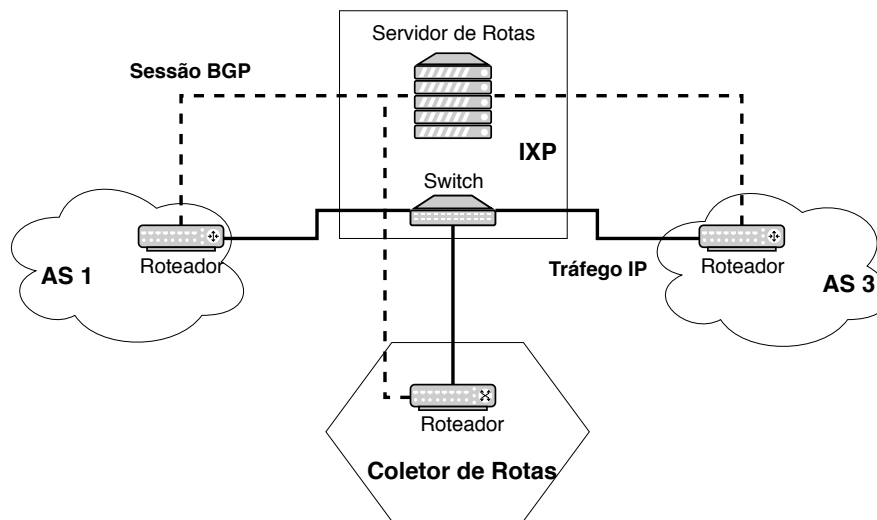 Servidor de Rotas
Sessão BGP
IXP
Switch
Roteador
AS 1
Tráfego IP
Roteador
AS 3
Roteador
Coletor de Rotas